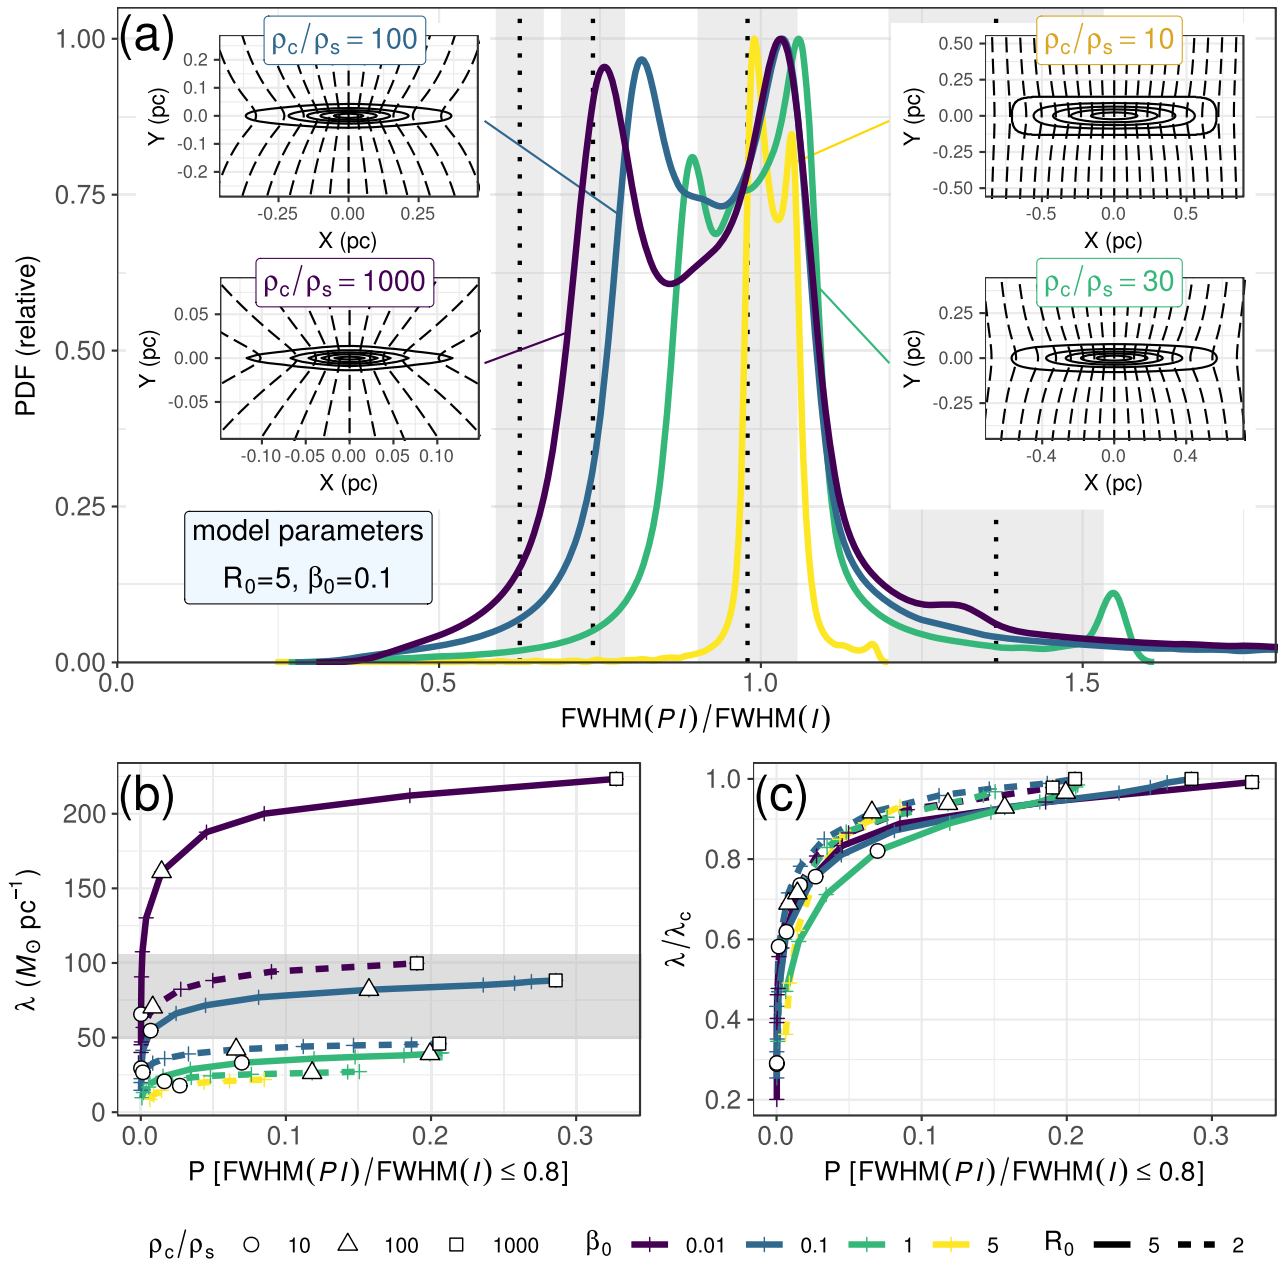 (a)
PDF (relative)
1.00
0.75
0.50
0.25
0.00
0.0
0.5
1.0
1.5
FWHM(PI)/FWHM(I)
ρc/ρs = 100
Y (pc)
0.2
0.1
0.0
-0.1
-0.2
-0.25
0.00
0.25
X (pc)
ρc/ρs = 1000
Y (pc)
0.05
0.00
-0.05
-0.10
-0.05
0.00
0.05
0.10
X (pc)
ρc/ρs = 10
Y (pc)
0.50
0.25
0.00
-0.25
-0.50
-0.5
0.0
0.5
X (pc)
ρc/ρs = 30
Y (pc)
0.25
0.00
-0.25
-0.4
0.0
0.4
X (pc)
model parameters
R₀=5, β₀=0.1
(b)
λ (M⊙ pc⁻¹)
200
150
100
50
0
0.0
0.1
0.2
0.3
P [FWHM(PI)/FWHM(I) ≤ 0.8]
(c)
λ/λc
1.0
0.8
0.6
0.4
0.2
0.0
0.1
0.2
0.3
P [FWHM(PI)/FWHM(I) ≤ 0.8]
ρc/ρs 10 100 1000 β₀ 0.01 0.1 1 5 R₀ 5 2